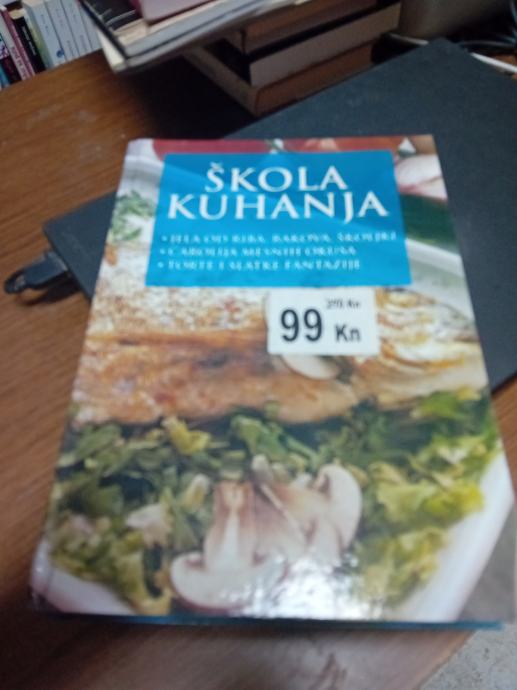 ŠKOLA
KUHANJA
• JELA OD RIBA, RAKOVA, ŠKOLJKI
• ČAROLIJA MESNIH OKUSA
• TORTE I SLATKE FANTAZIJE
99 Kn